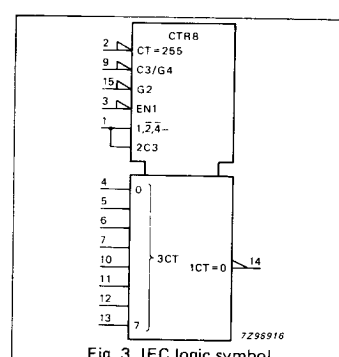 CTR8
2 CT=255
9 C3/G4
15 G2
3 EN1
1 1,2̅,4̅−
2C3
4 0
5
6
7 3CT
10 1CT=0 14
11
12
13 7
7Z96916
Fig. 3 IEC logic symbol